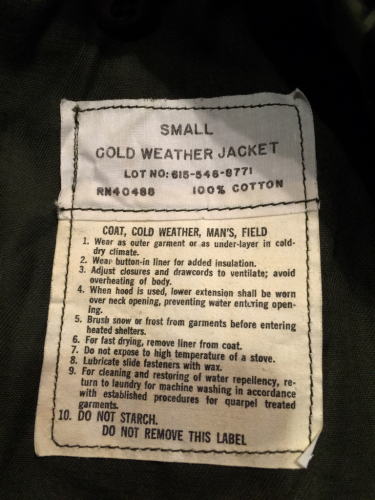 SMALL
COLD WEATHER JACKET
LOT NO: 615-546-8771
RN40488 100% COTTON
COAT, COLD WEATHER, MAN'S, FIELD
1. Wear as outer garment or as under-layer in cold-
dry climate.
2. Wear button-in liner for added insulation.
3. Adjust closures and drawcords to ventilate; avoid
overheating of body.
4. When hood is used, lower extension shall be worn
over neck opening, preventing water entering open-
ing.
5. Brush snow or frost from garments before entering
heated shelters.
6. For fast drying, remove liner from coat.
7. Do not expose to high temperature of a stove.
8. Lubricate slide fasteners with wax.
9. For cleaning and restoring of water repellency, re-
turn to laundry for machine washing in accordance
with established procedures for quarpel treated
garments.
10. DO NOT STARCH.
DO NOT REMOVE THIS LABEL